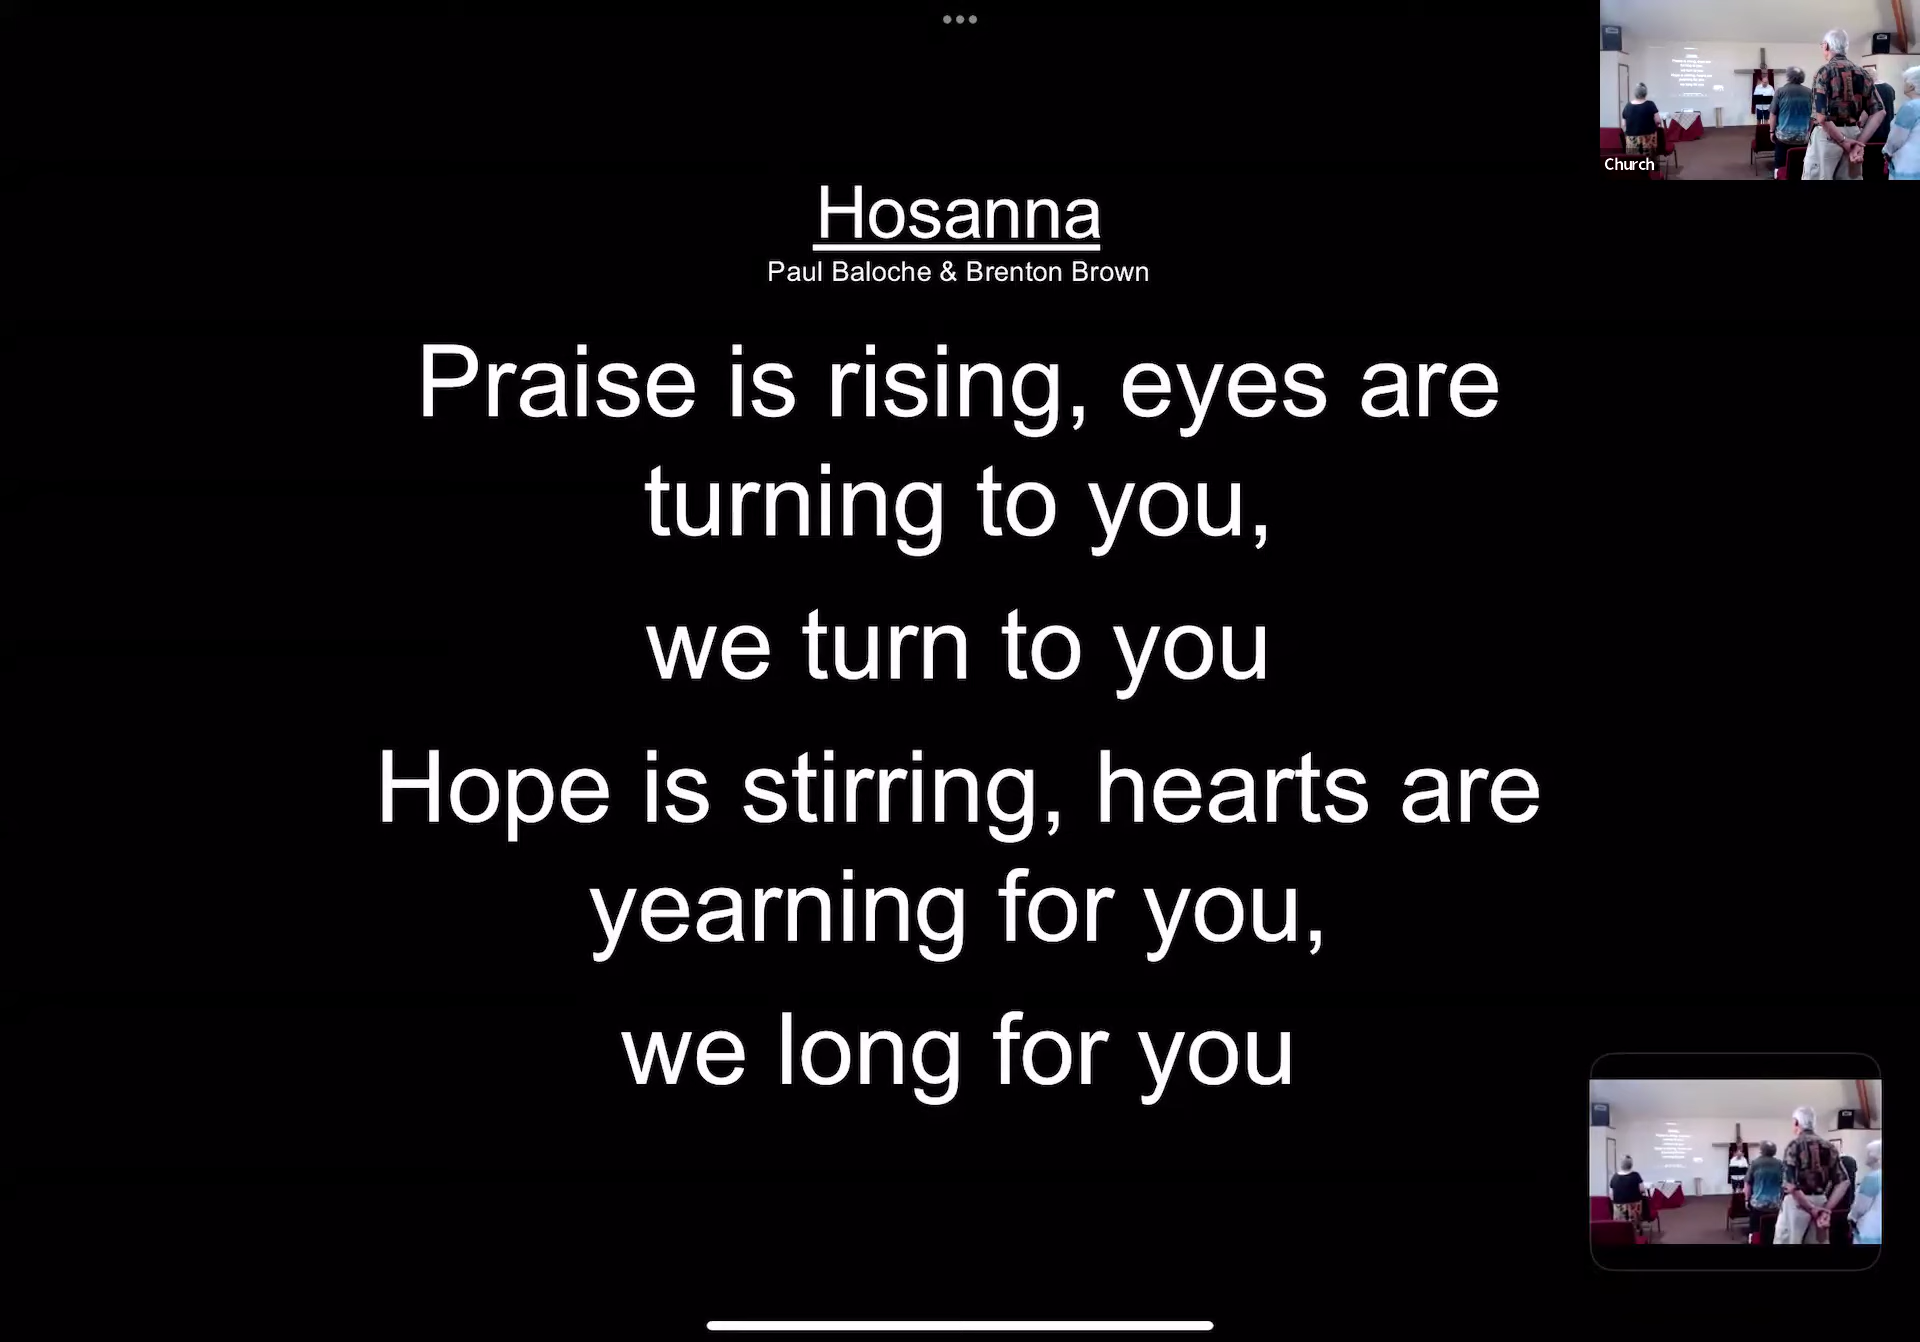 Hosanna
Paul Baloche & Brenton Brown
Praise is rising, eyes are
turning to you,
we turn to you
Hope is stirring, hearts are
yearning for you,
we long for you
Church